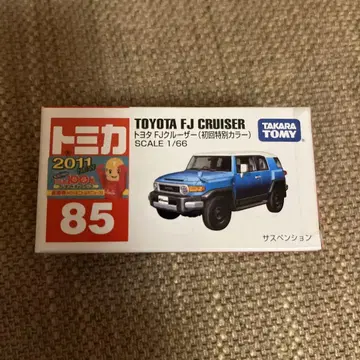 TOYOTA FJ CRUISER
トヨタ FJクルーザー(初回特別カラー)
SCALE 1/66
TAKARA
TOMY
トミカ
2011
85
サスペンション